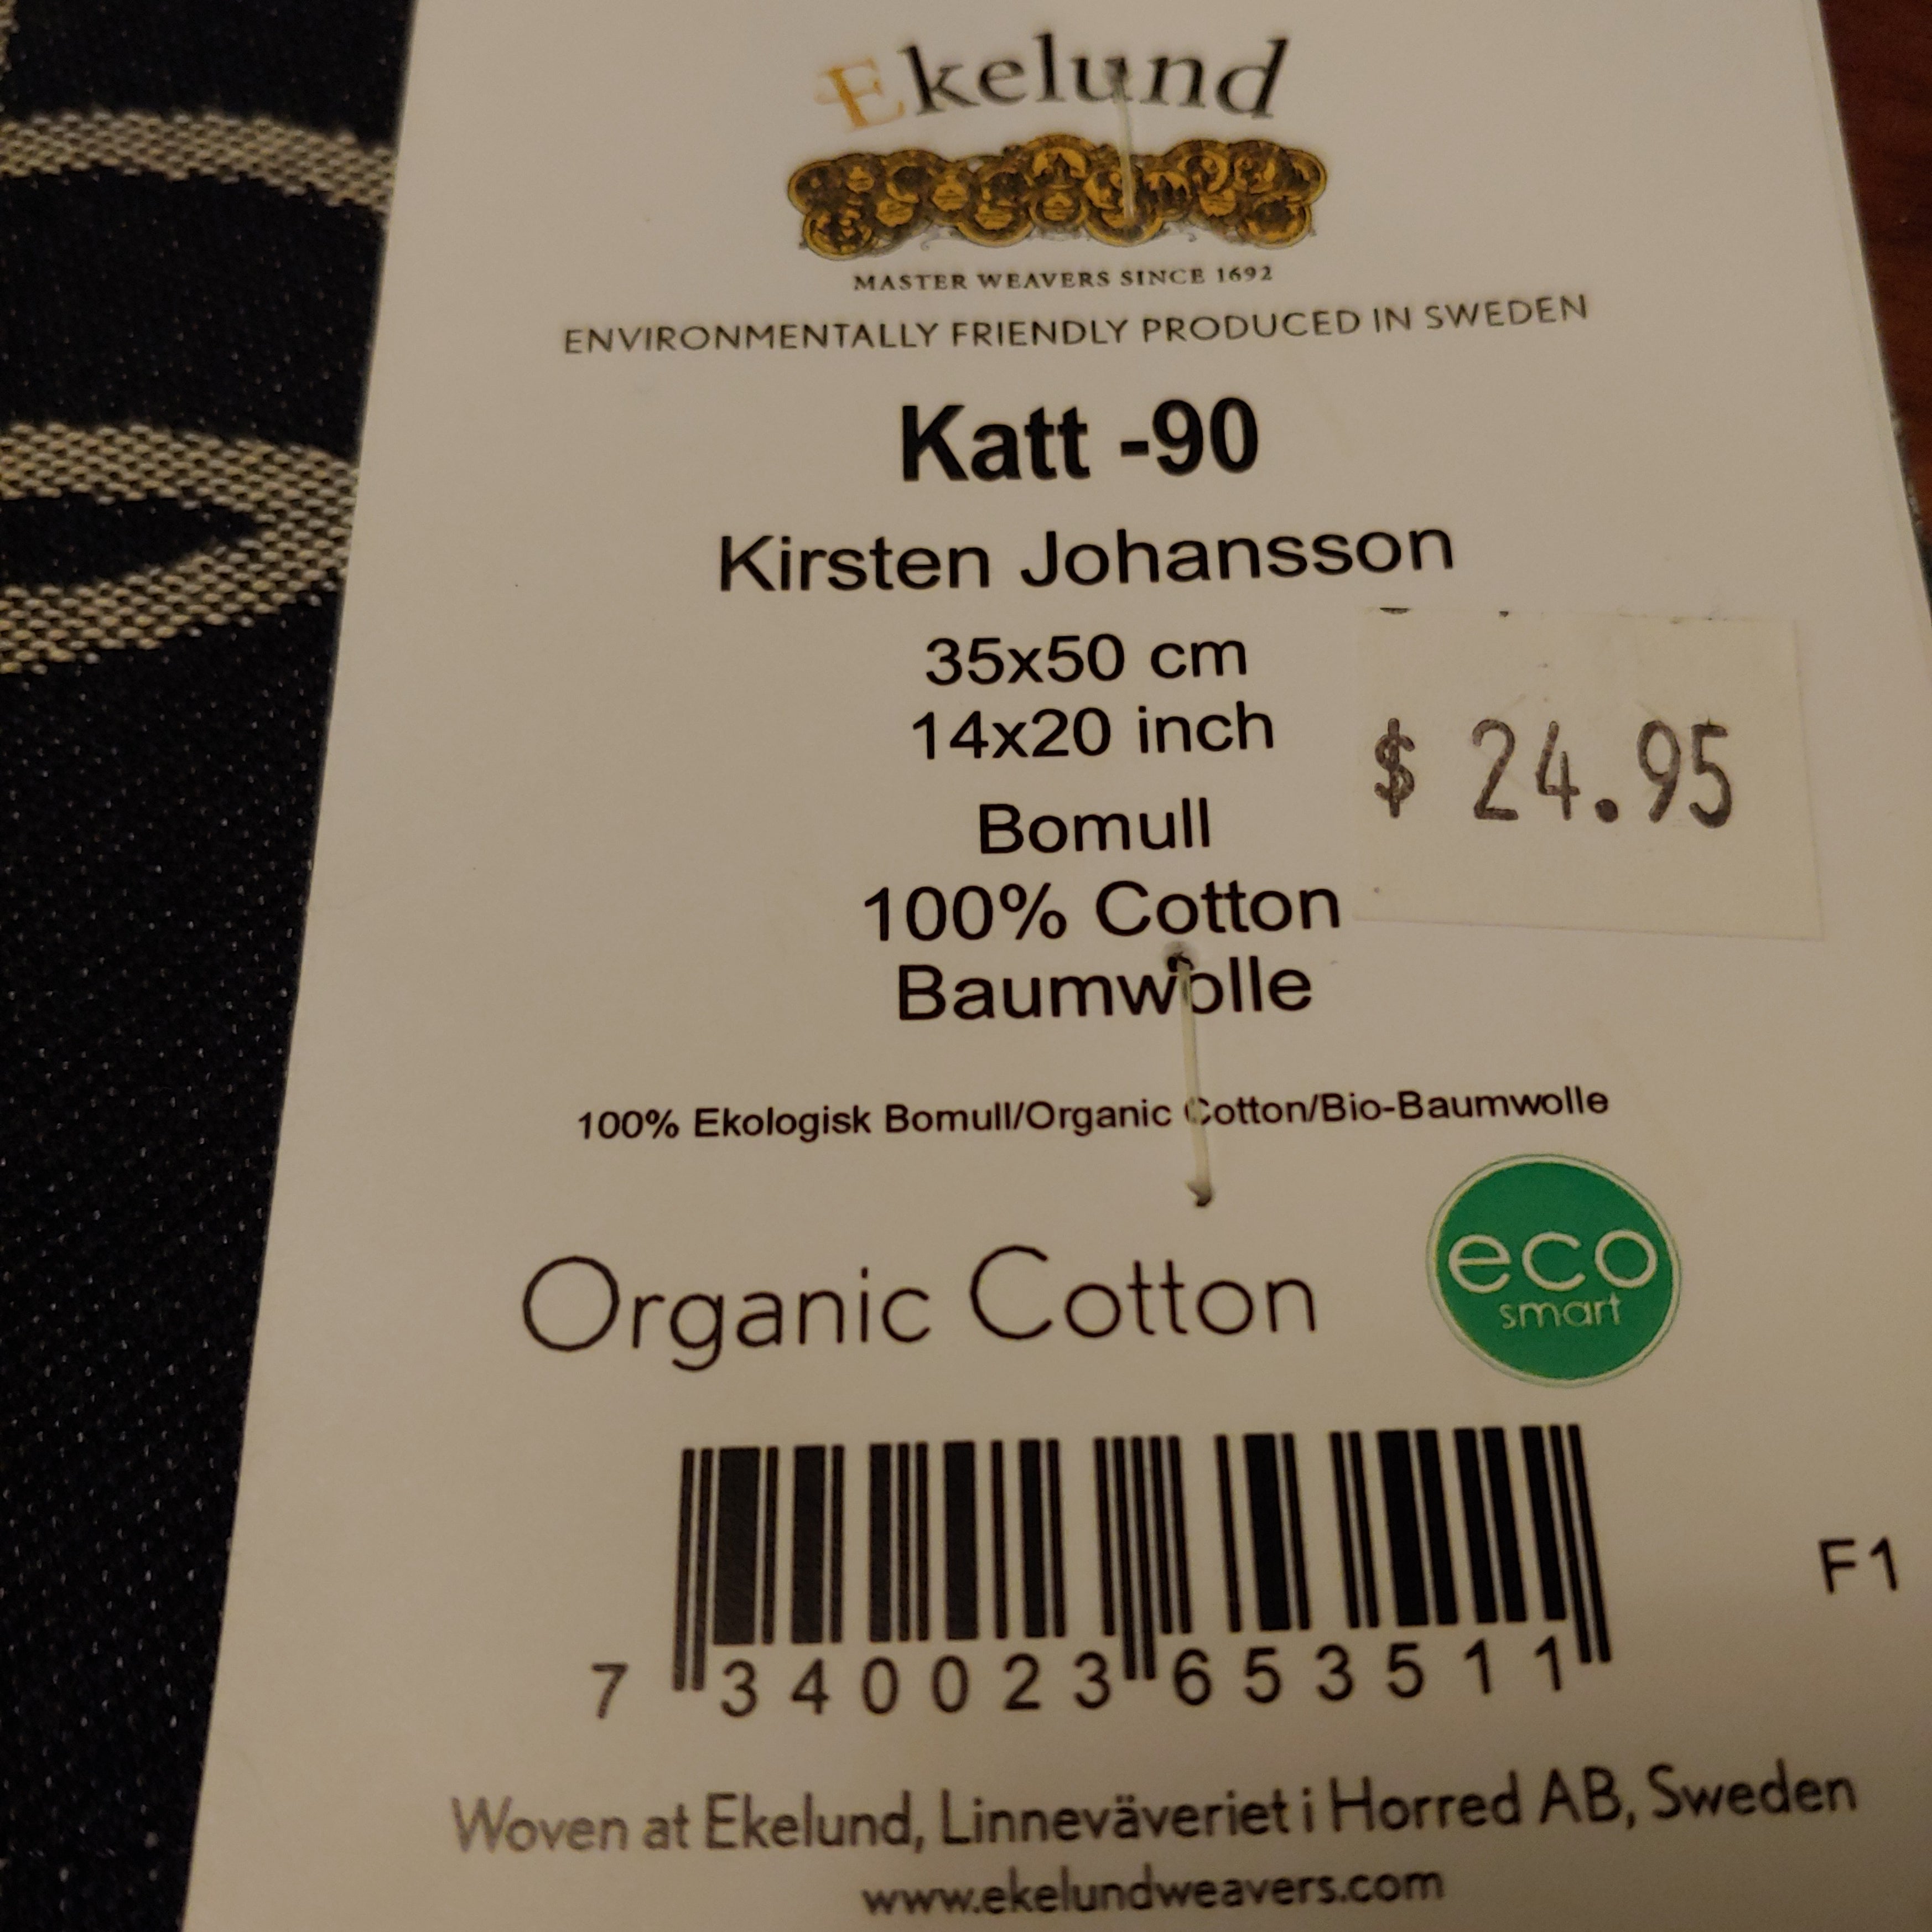 Ekelund
MASTER WEAVERS SINCE 1692
ENVIRONMENTALLY FRIENDLY PRODUCED IN SWEDEN
Katt -90
Kirsten Johansson
35x50 cm
14x20 inch
$ 24.95
Bomull
100% Cotton
Baumwolle
100% Ekologisk Bomull/Organic Cotton/Bio-Baumwolle
Organic Cotton
eco
smart
F1
7 340023 653511
Woven at Ekelund, Linneväveriet i Horred AB, Sweden
www.ekelundweavers.com